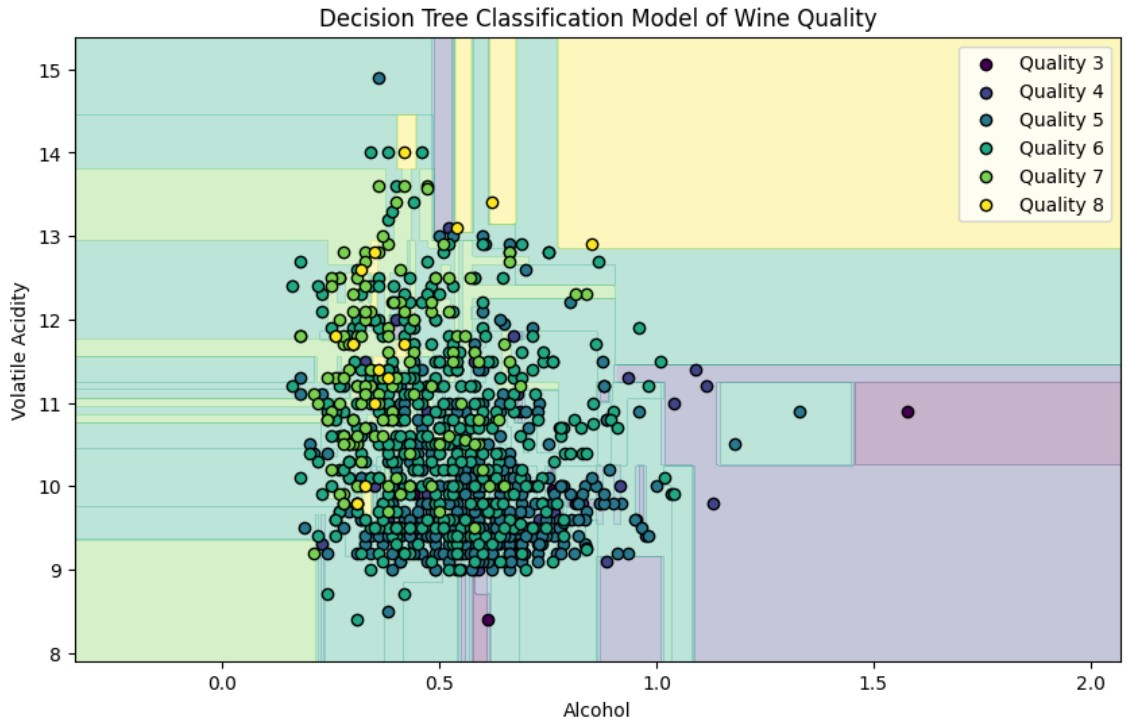 Decision Tree Classification Model of Wine Quality
Quality 3
Quality 4
Quality 5
Quality 6
Quality 7
Quality 8
Volatile Acidity
15
14
13
12
11
10
9
8
0.0 0.5 1.0 1.5 2.0
Alcohol